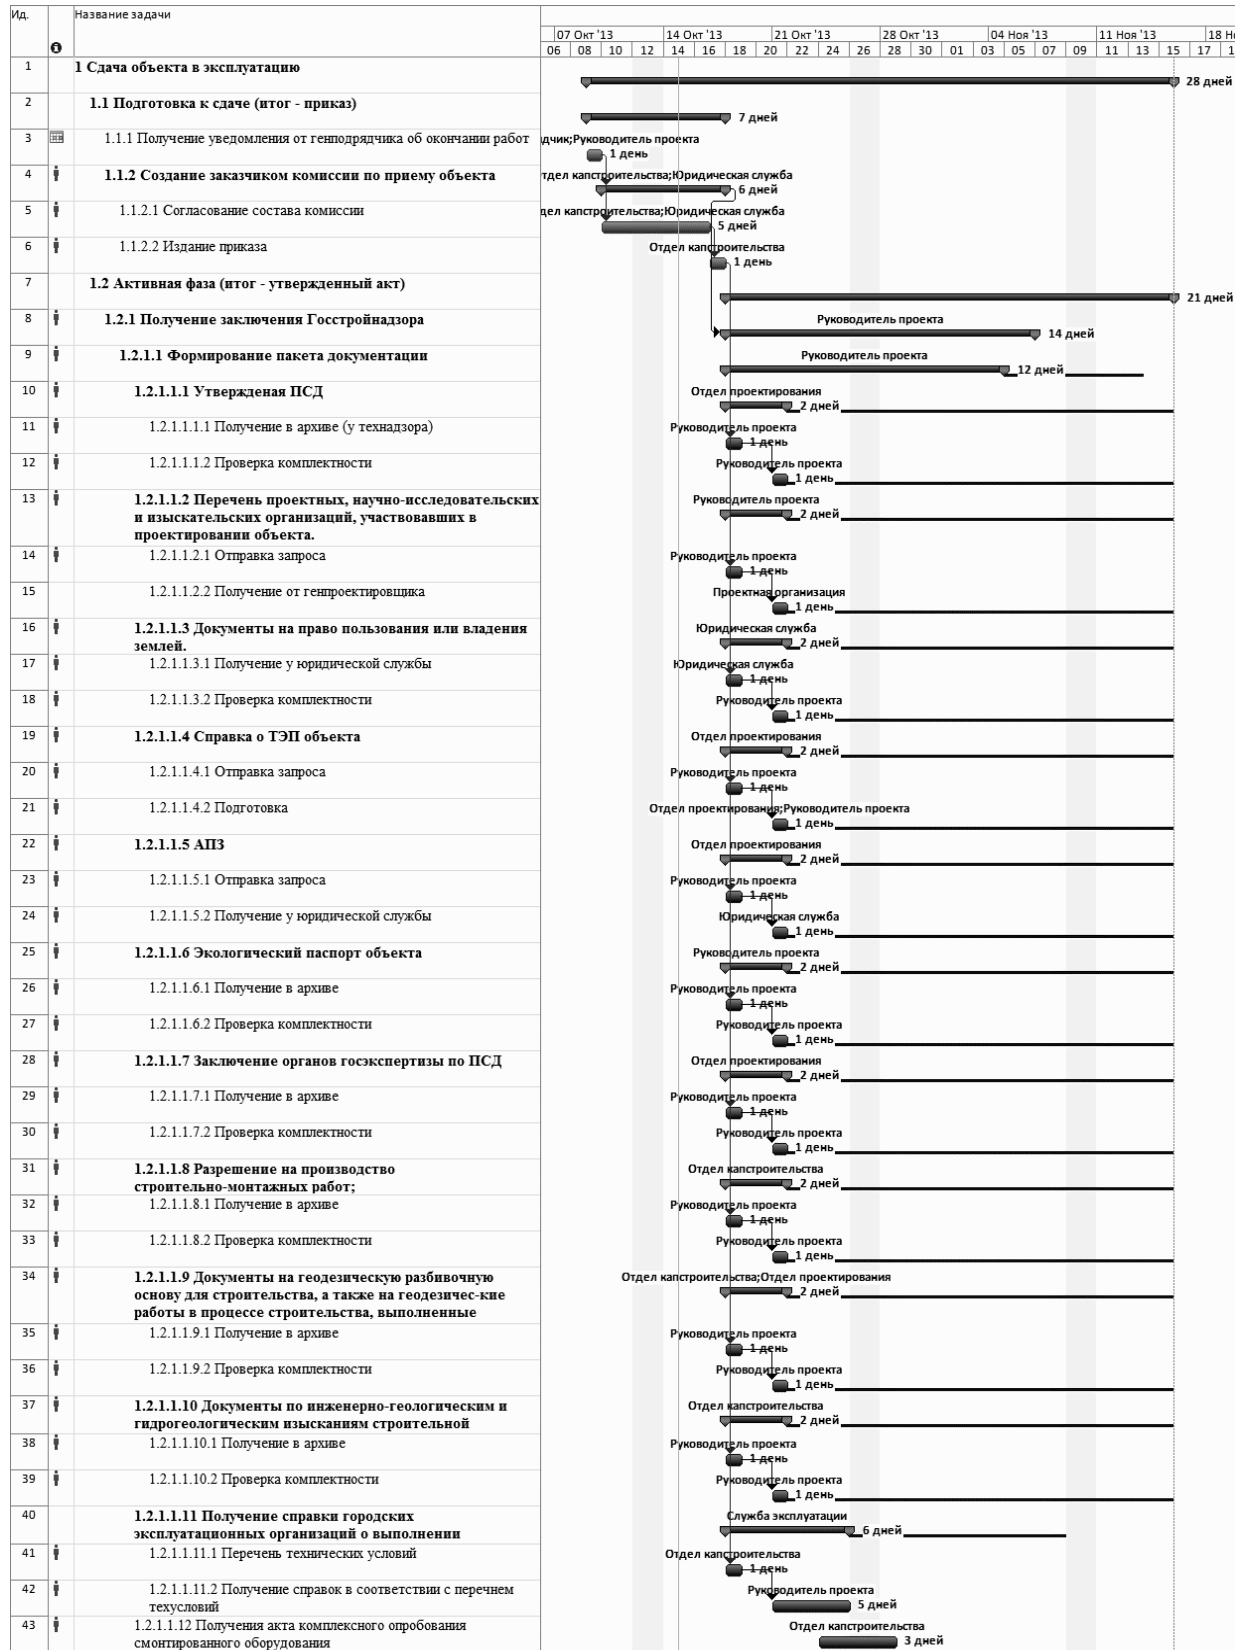 Ид.
Название задачи
07 Окт '13 14 Окт '13 21 Окт '13 28 Окт '13 04 Ноя '13 11 Ноя '13 18 Н
06 08 10 12 14 16 18 20 22 24 26 28 30 01 03 05 07 09 11 13 15 17 1
1 1 Сдача объекта в эксплуатацию
28 дней
2 1.1 Подготовка к сдаче (итог - приказ)
7 дней
3 1.1.1 Получение уведомления от генподрядчика об окончании работ
дчик;Руководитель проекта
1 день
4 1.1.2 Создание заказчиком комиссии по приему объекта
тдел капстроительства;Юридическая служба
6 дней
5 1.1.2.1 Согласование состава комиссии
дел капстроительства;Юридическая служба
5 дней
6 1.1.2.2 Издание приказа
Отдел капстроительства
1 день
7 1.2 Активная фаза (итог - утвержденный акт)
21 дней
8 1.2.1 Получение заключения Госстройнадзора
Руководитель проекта
14 дней
9 1.2.1.1 Формирование пакета документации
Руководитель проекта
12 дней
10 1.2.1.1.1 Утвержденая ПСД
Отдел проектирования
2 дней
11 1.2.1.1.1.1 Получение в архиве (у технадзора)
Руководитель проекта
1 день
12 1.2.1.1.1.2 Проверка комплектности
Руководитель проекта
1 день
13 1.2.1.1.2 Перечень проектных, научно-исследовательских
и изыскательских организаций, участвовавших в
проектировании объекта.
Руководитель проекта
2 дней
14 1.2.1.1.2.1 Отправка запроса
Руководитель проекта
1 день
15 1.2.1.1.2.2 Получение от генпроектировщика
Проектная организация
1 день
16 1.2.1.1.3 Документы на право пользования или владения
землей.
Юридическая служба
2 дней
17 1.2.1.1.3.1 Получение у юридической службы
Юридическая служба
1 день
18 1.2.1.1.3.2 Проверка комплектности
Руководитель проекта
1 день
19 1.2.1.1.4 Справка о ТЭП объекта
Отдел проектирования
2 дней
20 1.2.1.1.4.1 Отправка запроса
Руководитель проекта
1 день
21 1.2.1.1.4.2 Подготовка
Отдел проектирования;Руководитель проекта
1 день
22 1.2.1.1.5 АПЗ
Отдел проектирования
2 дней
23 1.2.1.1.5.1 Отправка запроса
Руководитель проекта
1 день
24 1.2.1.1.5.2 Получение у юридической службы
Юридическая служба
1 день
25 1.2.1.1.6 Экологический паспорт объекта
Руководитель проекта
2 дней
26 1.2.1.1.6.1 Получение в архиве
Руководитель проекта
1 день
27 1.2.1.1.6.2 Проверка комплектности
Руководитель проекта
1 день
28 1.2.1.1.7 Заключение органов госэкспертизы по ПСД
Отдел проектирования
2 дней
29 1.2.1.1.7.1 Получение в архиве
Руководитель проекта
1 день
30 1.2.1.1.7.2 Проверка комплектности
Руководитель проекта
1 день
31 1.2.1.1.8 Разрешение на производство
строительно-монтажных работ;
Отдел капстроительства
2 дней
32 1.2.1.1.8.1 Получение в архиве
Руководитель проекта
1 день
33 1.2.1.1.8.2 Проверка комплектности
Руководитель проекта
1 день
34 1.2.1.1.9 Документы на геодезическую разбивочную
основу для строительства, а также на геодезичес-кие
работы в процессе строительства, выполненные
Отдел капстроительства;Отдел проектирования
2 дней
35 1.2.1.1.9.1 Получение в архиве
Руководитель проекта
1 день
36 1.2.1.1.9.2 Проверка комплектности
Руководитель проекта
1 день
37 1.2.1.1.10 Документы по инженерно-геологическим и
гидрогеологическим изысканиям строительной
Отдел капстроительства
2 дней
38 1.2.1.1.10.1 Получение в архиве
Руководитель проекта
1 день
39 1.2.1.1.10.2 Проверка комплектности
Руководитель проекта
1 день
40 1.2.1.1.11 Получение справки городских
эксплуатационных организаций о выполнении
Служба эксплуатации
6 дней
41 1.2.1.1.11.1 Перечень технических условий
Отдел капстроительства
1 день
42 1.2.1.1.11.2 Получение справок в соответствии с перечнем
техусловий
Руководитель проекта
5 дней
43 1.2.1.1.12 Получения акта комплексного опробования
смонтированного оборудования
Отдел капстроительства
3 дней